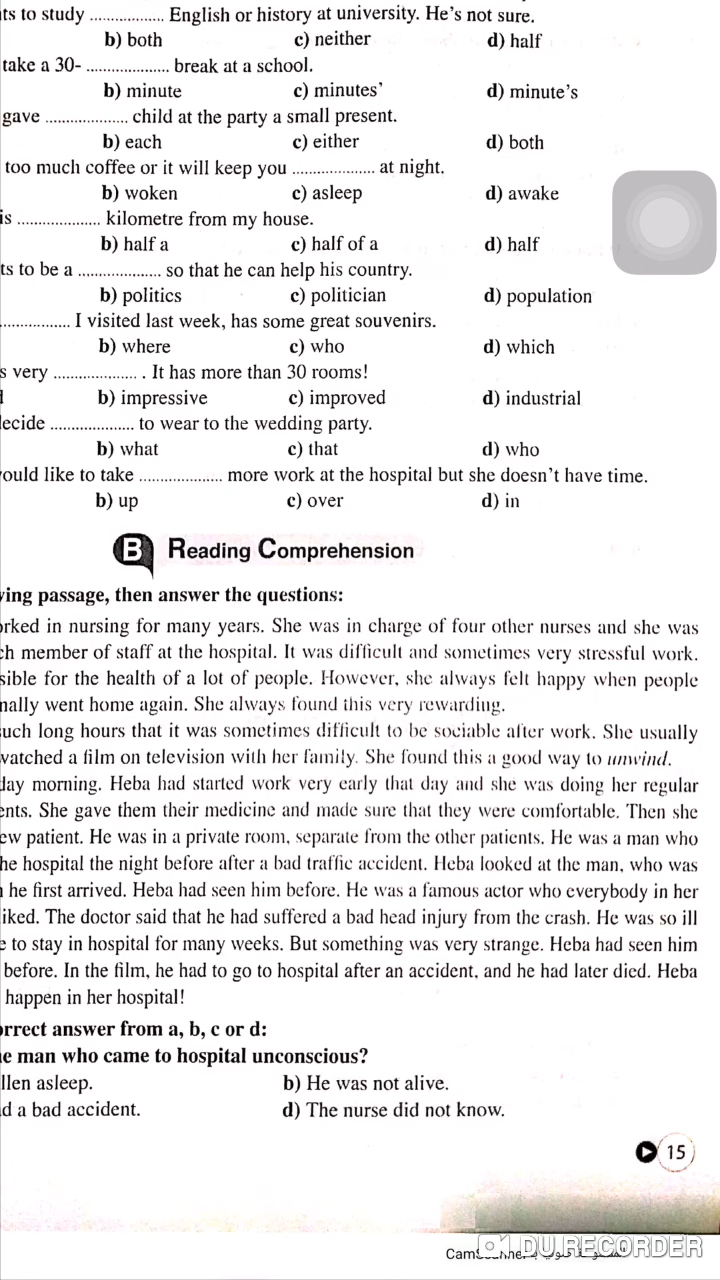 ts to study .................. English or history at university. He's not sure.
b) both c) neither d) half
take a 30- .................... break at a school.
b) minute c) minutes' d) minute's
gave .................... child at the party a small present.
b) each c) either d) both
too much coffee or it will keep you .................... at night.
b) woken c) asleep d) awake
is .................... kilometre from my house.
b) half a c) half of a d) half
ts to be a .................... so that he can help his country.
b) politics c) politician d) population
.................. I visited last week, has some great souvenirs.
b) where c) who d) which
s very .................... . It has more than 30 rooms!
b) impressive c) improved d) industrial
ecide .................... to wear to the wedding party.
b) what c) that d) who
ould like to take .................... more work at the hospital but she doesn't have time.
b) up c) over d) in
B Reading Comprehension
ving passage, then answer the questions:
orked in nursing for many years. She was in charge of four other nurses and she was
ch member of staff at the hospital. It was difficult and sometimes very stressful work.
sible for the health of a lot of people. However, she always felt happy when people
nally went home again. She always found this very rewarding.
such long hours that it was sometimes difficult to be sociable after work. She usually
watched a film on television with her family. She found this a good way to unwind.
day morning. Heba had started work very early that day and she was doing her regular
ents. She gave them their medicine and made sure that they were comfortable. Then she
ew patient. He was in a private room, separate from the other patients. He was a man who
he hospital the night before after a bad traffic accident. Heba looked at the man, who was
he first arrived. Heba had seen him before. He was a famous actor who everybody in her
iked. The doctor said that he had suffered a bad head injury from the crash. He was so ill
e to stay in hospital for many weeks. But something was very strange. Heba had seen him
before. In the film, he had to go to hospital after an accident, and he had later died. Heba
happen in her hospital!
orrect answer from a, b, c or d:
e man who came to hospital unconscious?
llen asleep. b) He was not alive.
d a bad accident. d) The nurse did not know.
15
DU RECORDER